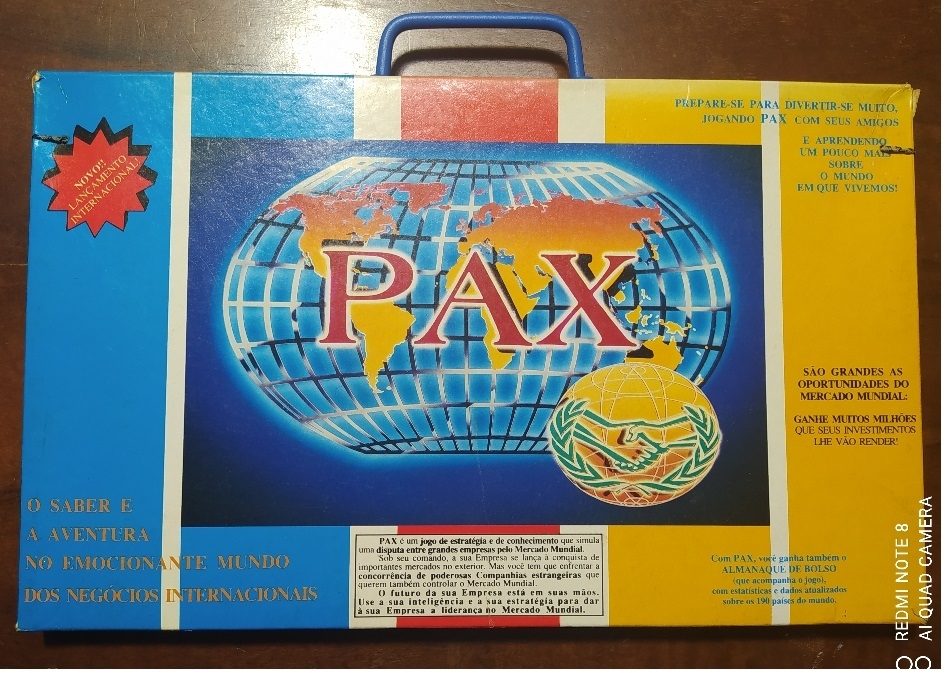 PREPARE-SE PARA DIVERTIR-SE MUITO,
JOGANDO PAX COM SEUS AMIGOS
E APRENDENDO
UM POUCO MAIS
SOBRE
O MUNDO
EM QUE VIVEMOS!
NOVO!!
LANÇAMENTO
INTERNACIONAL!
PAX
SÃO GRANDES AS
OPORTUNIDADES DO
MERCADO MUNDIAL:
GANHE MUITOS MILHÕES
QUE SEUS INVESTIMENTOS
LHE VÃO RENDER!
O SABER E
A AVENTURA
NO EMOCIONANTE MUNDO
DOS NEGÓCIOS INTERNACIONAIS
PAX é um jogo de estratégia e de conhecimento que simula
uma disputa entre grandes empresas pelo Mercado Mundial.
Sob seu comando, a sua Empresa se lança à conquista de
importantes mercados no exterior. Mas você tem que enfrentar a
concorrência de poderosas Companhias estrangeiras que
querem também controlar o Mercado Mundial.
O futuro da sua Empresa está em suas mãos.
Use a sua inteligência e a sua estratégia para dar
à sua Empresa a liderança no Mercado Mundial.
Com PAX, você ganha também o
ALMANAQUE DE BOLSO
(que acompanha o jogo),
com estatísticas e dados atualizados
sobre os 190 países do mundo.
REDMI NOTE 8
AI QUAD CAMERA